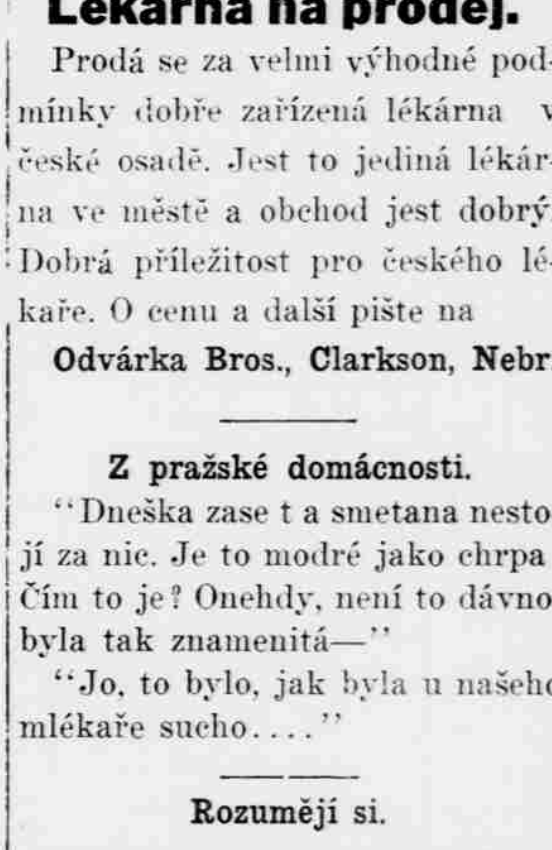 Lékárna na prodej.
Prodá se za velmi výhodné pod-
mínky dobře zařízená lékárna v
české osadě. Jest to jediná lékár-
na ve městě a obchod jest dobrý
Dobrá příležitost pro českého lé-
kaře. O cenu a další pište na
Odvárka Bros., Clarkson, Nebr.
Z pražské domácnosti.
“Dneška zase t a smetana nesto
jí za nic. Je to modré jako chrpa
Čím to je? Onehdy, není to dávno
byla tak znamenitá—”
“Jo, to bylo, jak byla u našeho
mlékaře sucho....”
Rozumějí si.